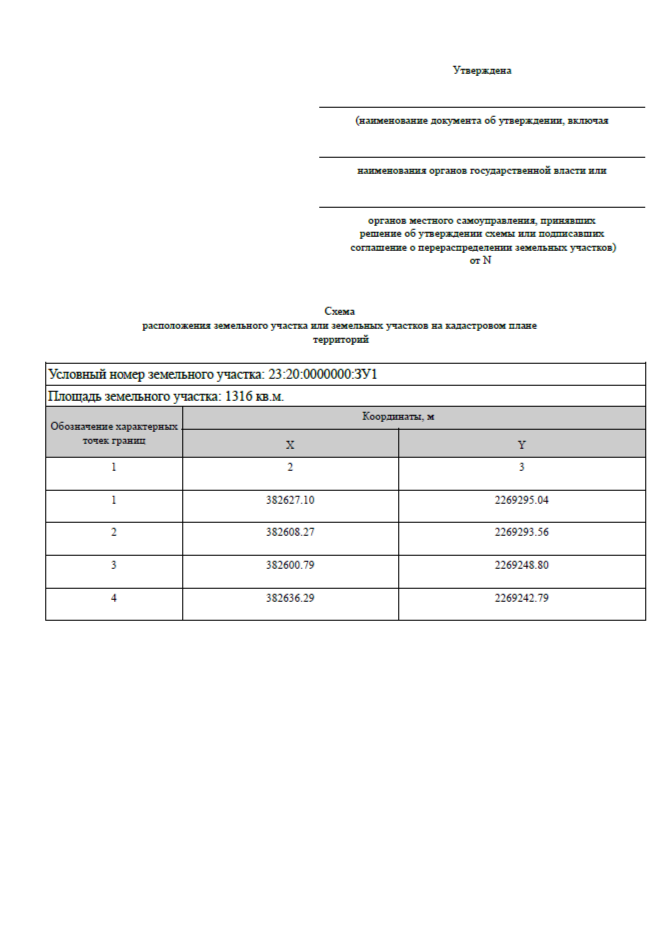 Утверждена
(наименование документа об утверждении, включая
наименования органов государственной власти или
органов местного самоуправления, принявших
решение об утверждении схемы или подписавших
соглашение о перераспределении земельных участков)
от N
Схема
расположения земельного участка или земельных участков на кадастровом плане
территорий
Условный номер земельного участка: 23:20:0000000:ЗУ1
Площадь земельного участка: 1316 кв.м.
Обозначение характерных точек границ
Координаты, м
X Y
1 2 3
1 382627.10 2269295.04
2 382608.27 2269293.56
3 382600.79 2269248.80
4 382636.29 2269242.79